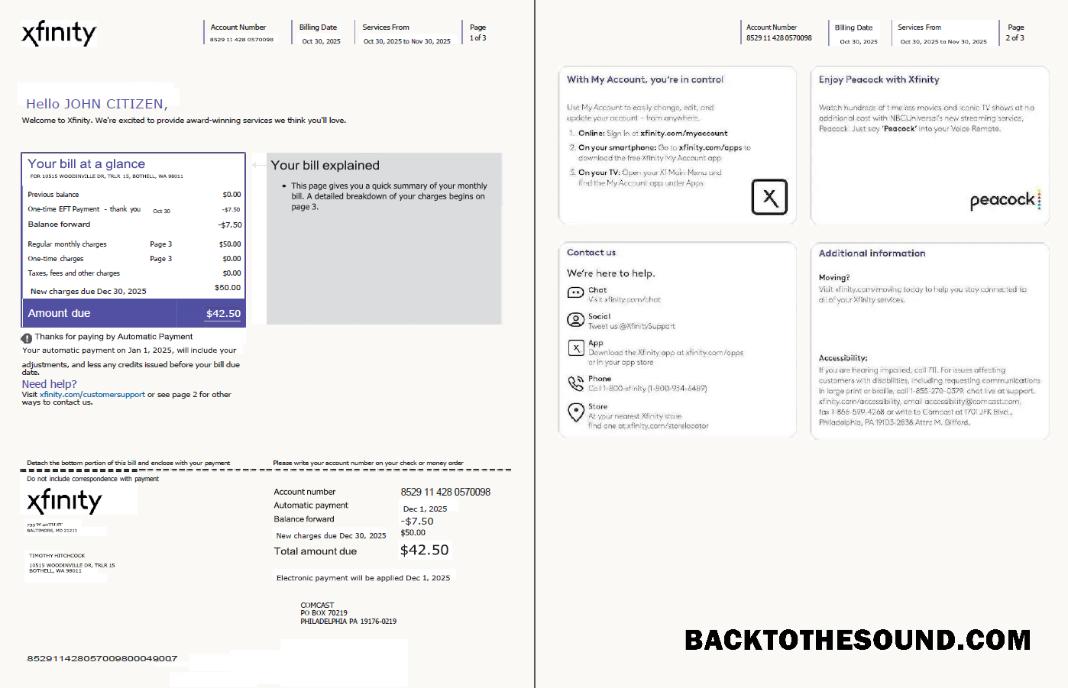 xfinity
Account Number
8529 11 428 0570098
Billing Date
Oct 30, 2025
Services From
Oct 30, 2025 to Nov 30, 2025
Page
1 of 3
Hello JOHN CITIZEN,
Welcome to Xfinity. We're excited to provide award-winning services we think you'll love.
Your bill at a glance
FOR 10515 WOODINVILLE DR, TRLR 15, BOTHELL, WA 98011
Previous balance $0.00
One-time EFT Payment - thank you Oct 30 -$7.50
Balance forward -$7.50
Regular monthly charges Page 3 $50.00
One-time charges Page 3 $0.00
Taxes, fees and other charges $0.00
New charges due Dec 30, 2025 $60.00
Amount due $42.50
Thanks for paying by Automatic Payment
Your automatic payment on Jan 1, 2025, will include your
adjustments, and less any credits issued before your bill due
date.
Need help?
Visit xfinity.com/customersupport or see page 2 for other
ways to contact us.
Your bill explained
• This page gives you a quick summary of your monthly
bill. A detailed breakdown of your charges begins on
page 3.
Detach the bottom portion of this bill and enclose with your payment
Please write your account number on your check or money order
Do not include correspondence with payment
xfinity
BALTIMORE, MD 21211
TIMOTHY HITCHCOCK
10515 WOODINVILLE DR, TRLR 15
BOTHELL, WA 98011
Account number 8529 11 428 0570098
Automatic payment Dec 1, 2025
Balance forward -$7.50
New charges due Dec 30, 2025 $50.00
Total amount due $42.50
Electronic payment will be applied Dec 1, 2025
COMCAST
PO BOX 70219
PHILADELPHIA PA 19176-0219
8529114280570098000490​07
Account Number
8529 11 428 0570098
Billing Date
Oct 30, 2025
Services From
Oct 30, 2025 to Nov 30, 2025
Page
2 of 3
With My Account, you're in control
Use My Account to easily change, edit, and
update your account – from anywhere.
1. Online: Sign in at xfinity.com/myaccount
2. On your smartphone: Go to xfinity.com/apps to
download the free Xfinity My Account app
3. On your TV: Open your X1 Main Menu and
find the My Account app under Apps
X
Enjoy Peacock with Xfinity
Watch hundreds of timeless movies and iconic TV shows at no
additional cost with NBCUniversal's new streaming service,
Peacock. Just say 'Peacock' into your Voice Remote.
peacock
Contact us
We're here to help.
Chat
Visit xfinity.com/chat
Social
Tweet us @XfinitySupport
X
App
Download the Xfinity app at xfinity.com/apps
or in your app store
Phone
Call 1-800-xfinity (1-800-934-6489)
Store
At your nearest Xfinity store
find one at xfinity.com/storelocator
Additional information
Moving?
Visit xfinity.com/moving today to help you stay connected to
all of your Xfinity services.
Accessibility:
If you are hearing impaired, call 711. For issues affecting
customers with disabilities, including requesting communications
in large print or braille, call 1-855-270-0379, chat live at support.
xfinity.com/accessibility, email accessibility@comcast.com,
fax 1-866-599-4268 or write to Comcast at 1701 JFK Blvd.,
Philadelphia, PA 19103-2838 Attn: M. Gifford.
BACKTOTHESOUND.COM